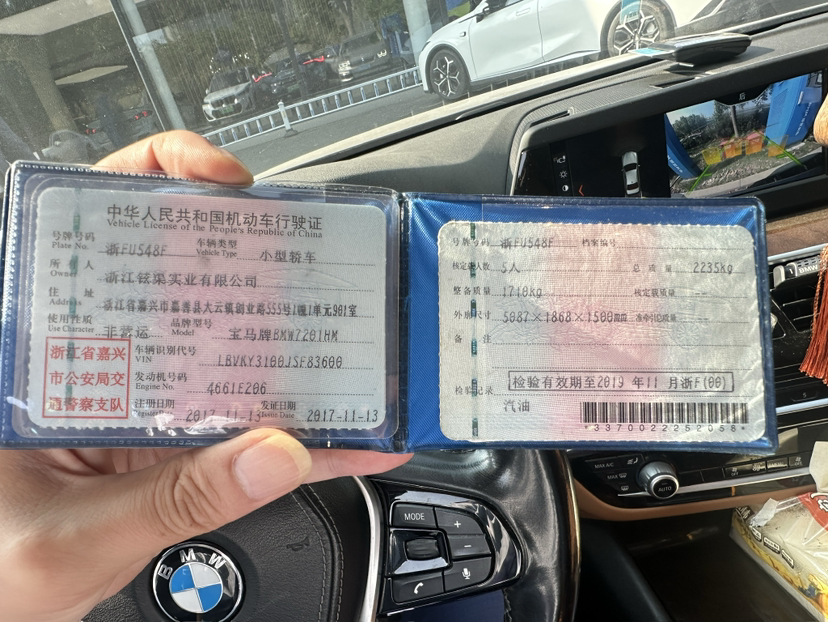 中华人民共和国机动车行驶证
Vehicle License of the People's Republic of China
号牌号码 浙FU548F 车辆类型 小型轿车
Plate No. Vehicle Type
所有人
Owner
浙江铉梁实业有限公司
住址
Address
浙江省嘉兴市嘉善县大云镇创业路555号1幢1单元901室
使用性质 非营运 品牌型号 宝马牌BMW7201HM
Use Character Model
浙江省嘉兴
市公安局交
通警察支队
车辆识别代号
VIN
LBVKY3100JSF83600
发动机号码
Engine No.
4661E206
注册日期 2017-11-13 发证日期 2017-11-13
Register Date Issue Date
号牌号码 浙FU548F 档案编号
核定载人数 5人 总质量 2235kg
整备质量 1710kg 核定载质量 --
外廓尺寸 5087×1868×1500mm 准牵引总质量 --
备注
检验记录
检验有效期至2019年11月浙F(00)
汽油
*3370022252058*
BMW
MODE
+
−
MAX A/C
MAX
AUTO
BMW